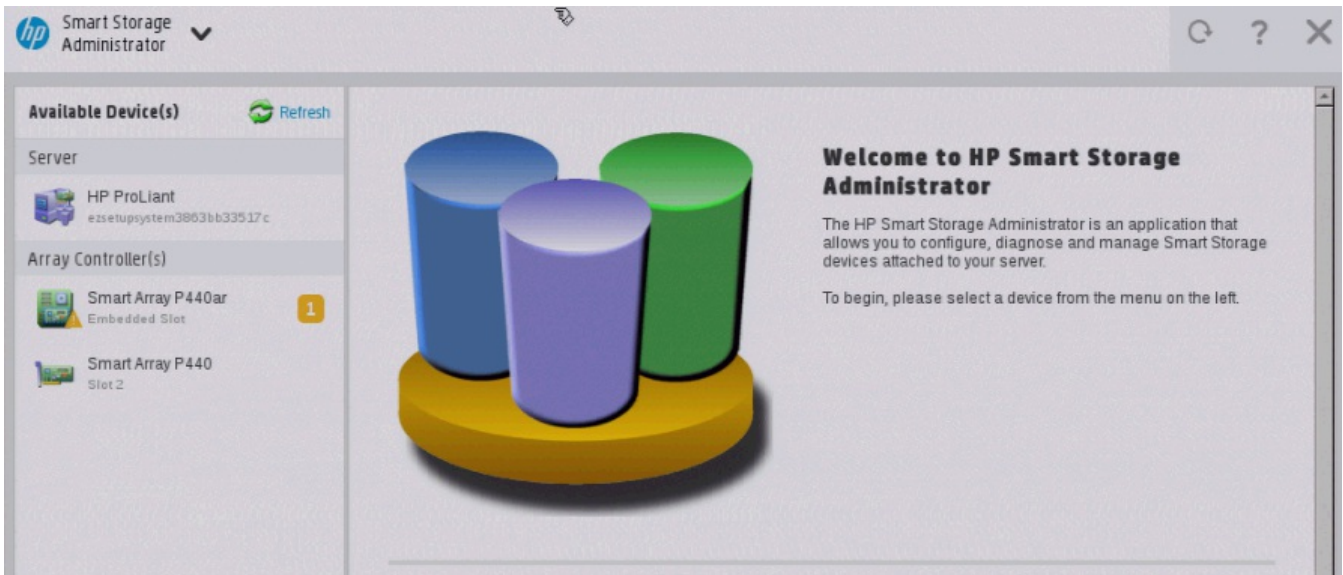 hp
Smart Storage
Administrator
?
Available Device(s)
Refresh
Server
HP ProLiant
ezsetupsystem3863bb33517c
Array Controller(s)
Smart Array P440ar
Embedded Slot
1
Smart Array P440
Slot 2
Welcome to HP Smart Storage
Administrator
The HP Smart Storage Administrator is an application that
allows you to configure, diagnose and manage Smart Storage
devices attached to your server.
To begin, please select a device from the menu on the left.